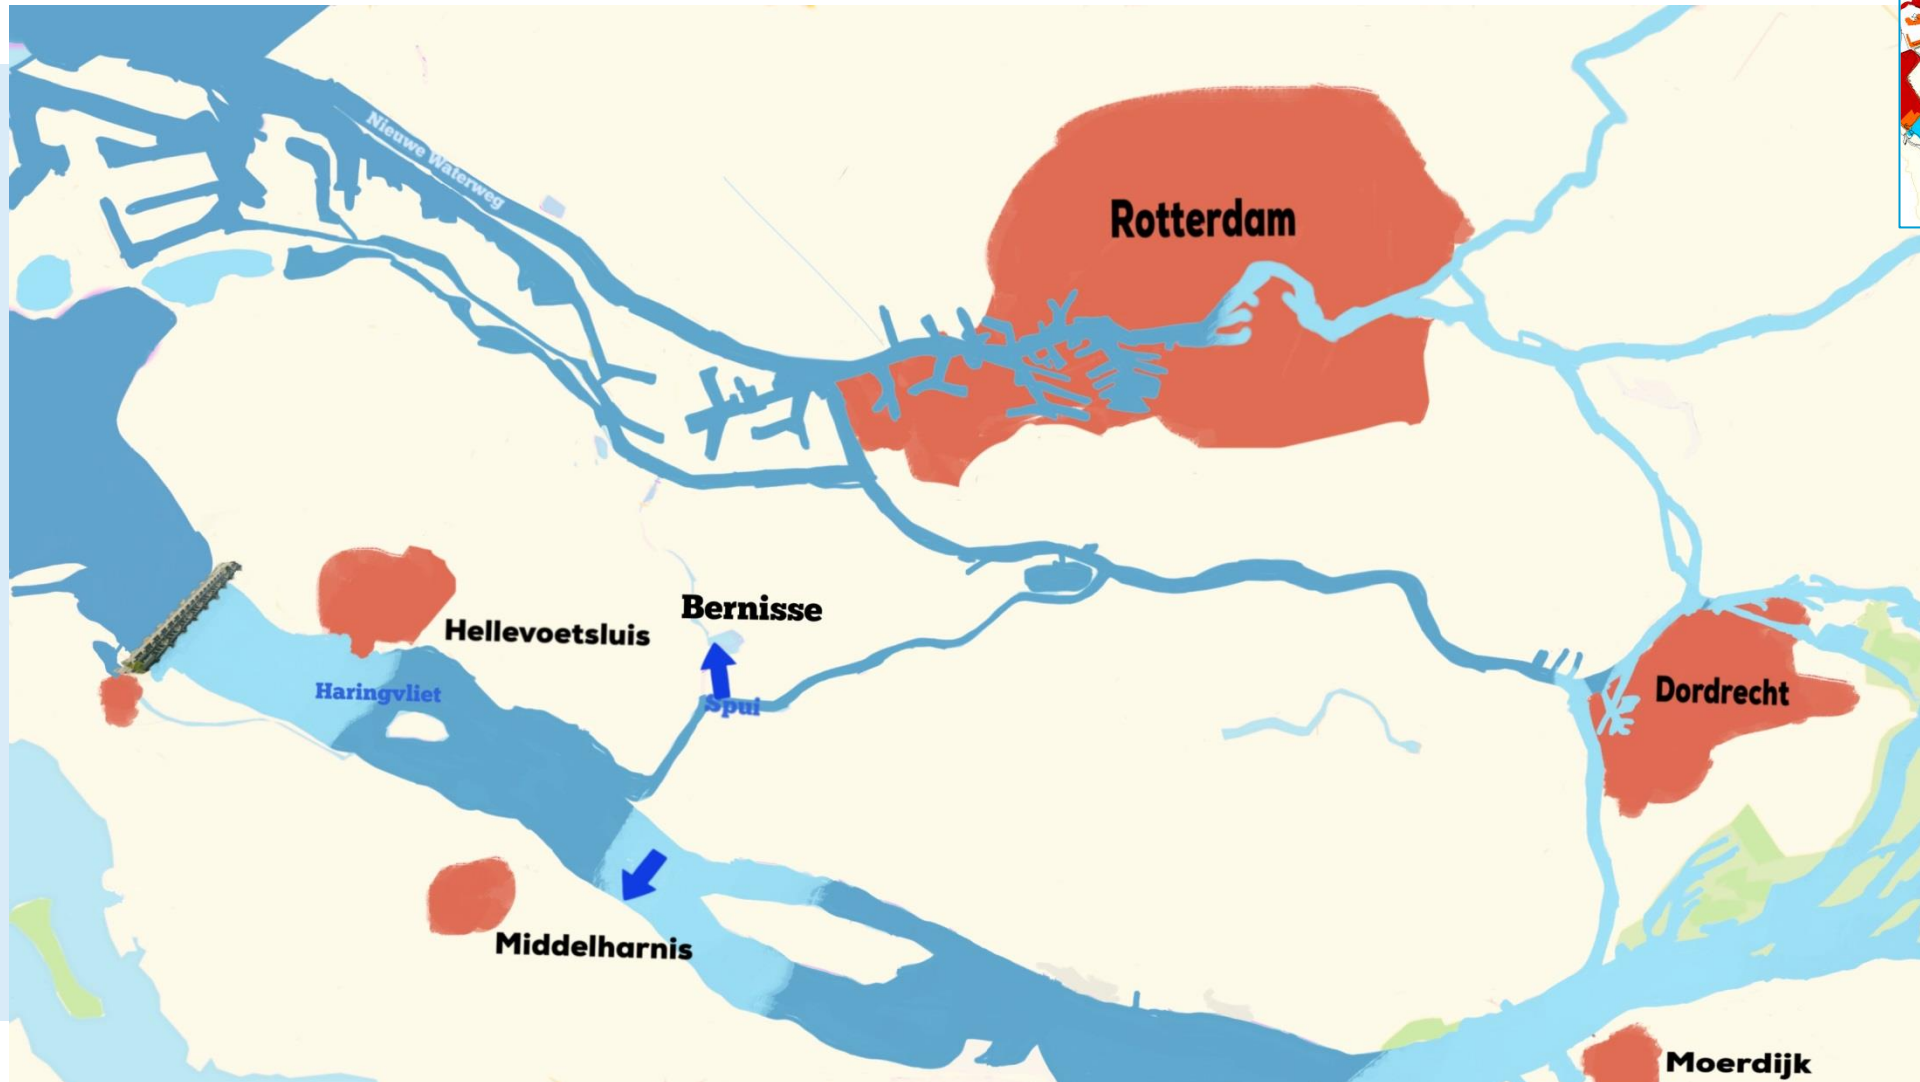 Nieuwe Waterweg
Rotterdam
Bernisse
Hellevoetsluis
Haringvliet
Spui
Dordrecht
Middelharnis
Moerdijk